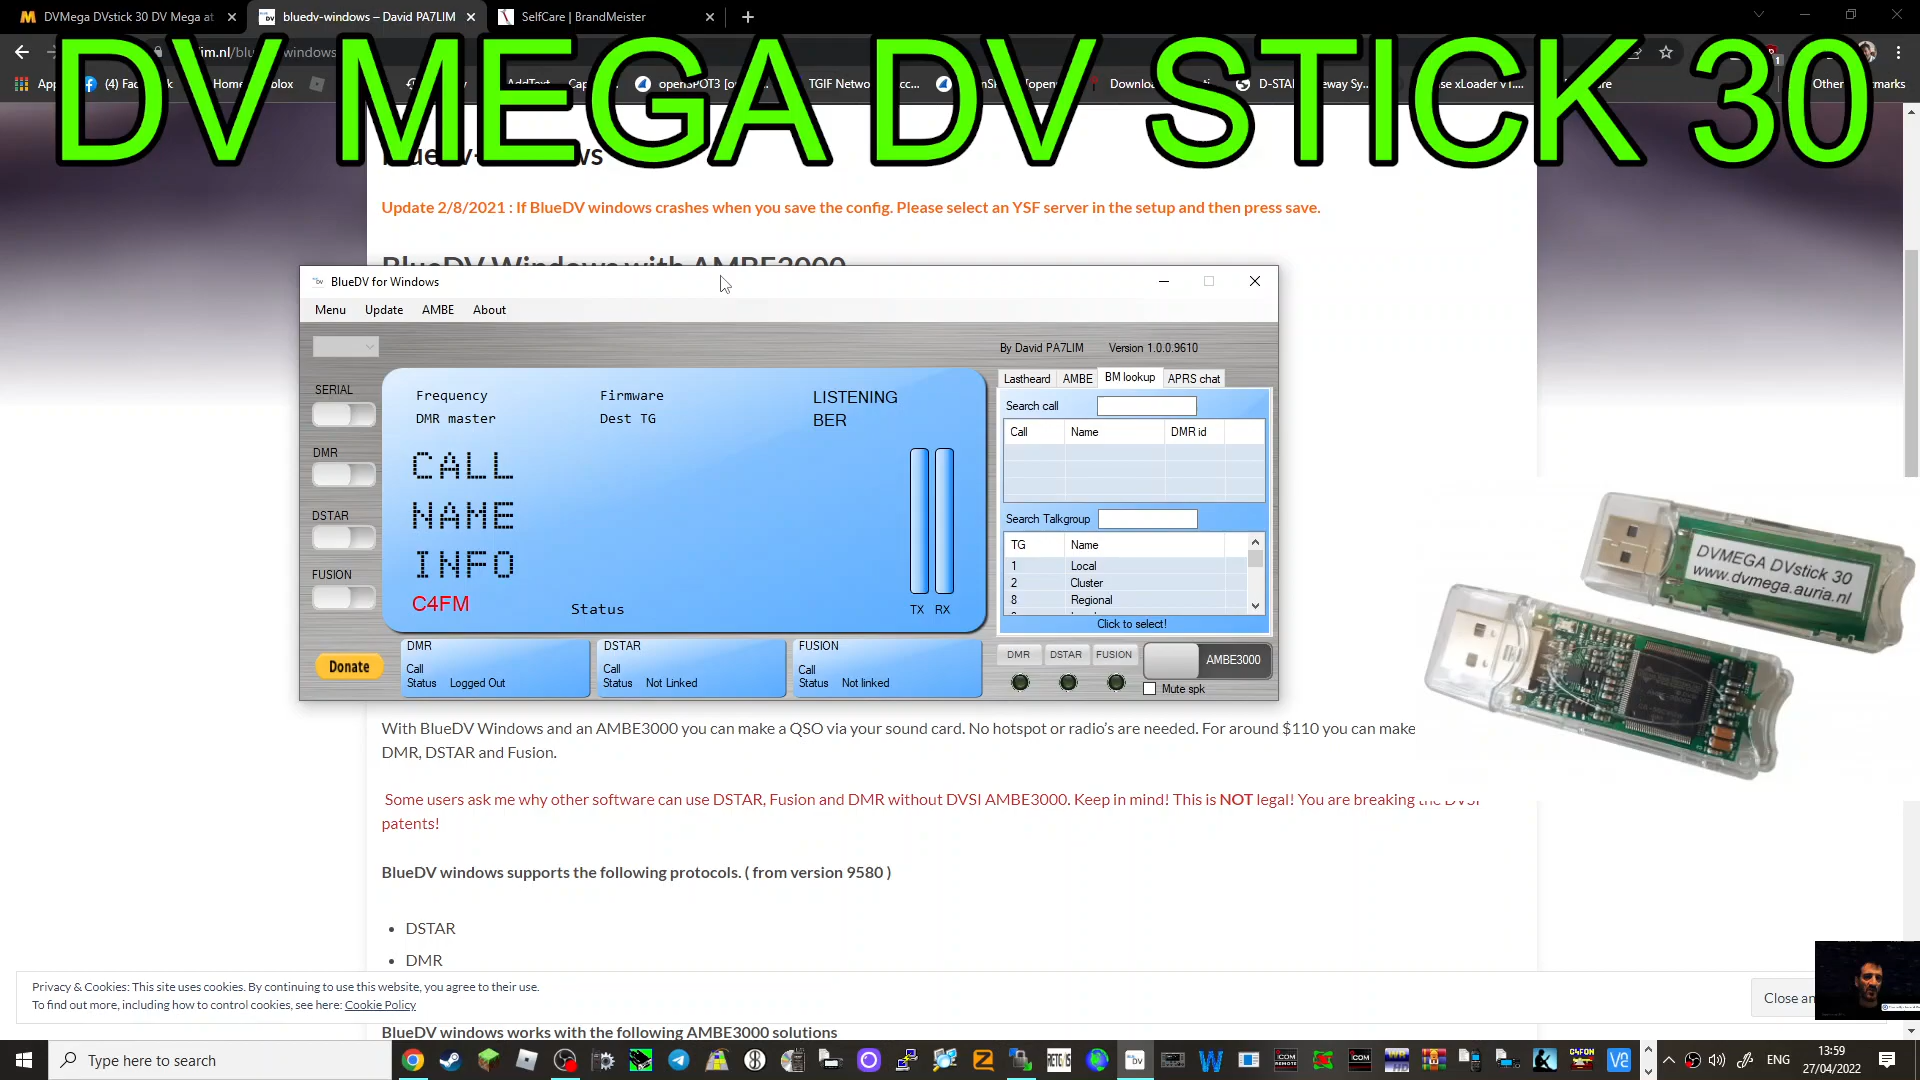 DVMega DVstick 30 DV Mega at
bluedv-windows – David PA7LIM
SelfCare | BrandMeister
DV MEGA DV STICK 30
Other
Update 2/8/2021 : If BlueDV windows crashes when you save the config. Please select an YSF server in the setup and then press save.
BlueDV Windows with AMBE3000
BlueDV for Windows
Menu Update AMBE About
By David PA7LIM Version 1.0.0.9610
SERIAL
DMR
DSTAR
FUSION
Donate
Frequency Firmware LISTENING
DMR master Dest TG BER
CALL
NAME
INFO
C4FM Status TX RX
Lastheard AMBE BM lookup APRS chat
Search call
Call Name DMR id
Search Talkgroup
TG Name
1 Local
2 Cluster
8 Regional
Click to select!
DMR
Call
Status Logged Out
DSTAR
Call
Status Not Linked
FUSION
Call
Status Not linked
DMR DSTAR FUSION
AMBE3000
Mute spk
DVMEGA DVstick 30
www.dvmega.auria.nl
With BlueDV Windows and an AMBE3000 you can make a QSO via your sound card. No hotspot or radio's are needed. For around $110 you can make
DMR, DSTAR and Fusion.
Some users ask me why other software can use DSTAR, Fusion and DMR without DVSI AMBE3000. Keep in mind! This is NOT legal! You are breaking the DVSI
patents!
BlueDV windows supports the following protocols. ( from version 9580 )
• DSTAR
• DMR
Privacy & Cookies: This site uses cookies. By continuing to use this website, you agree to their use.
To find out more, including how to control cookies, see here: Cookie Policy
Close an
BlueDV windows works with the following AMBE3000 solutions
Type here to search
ENG
13:59
27/04/2022